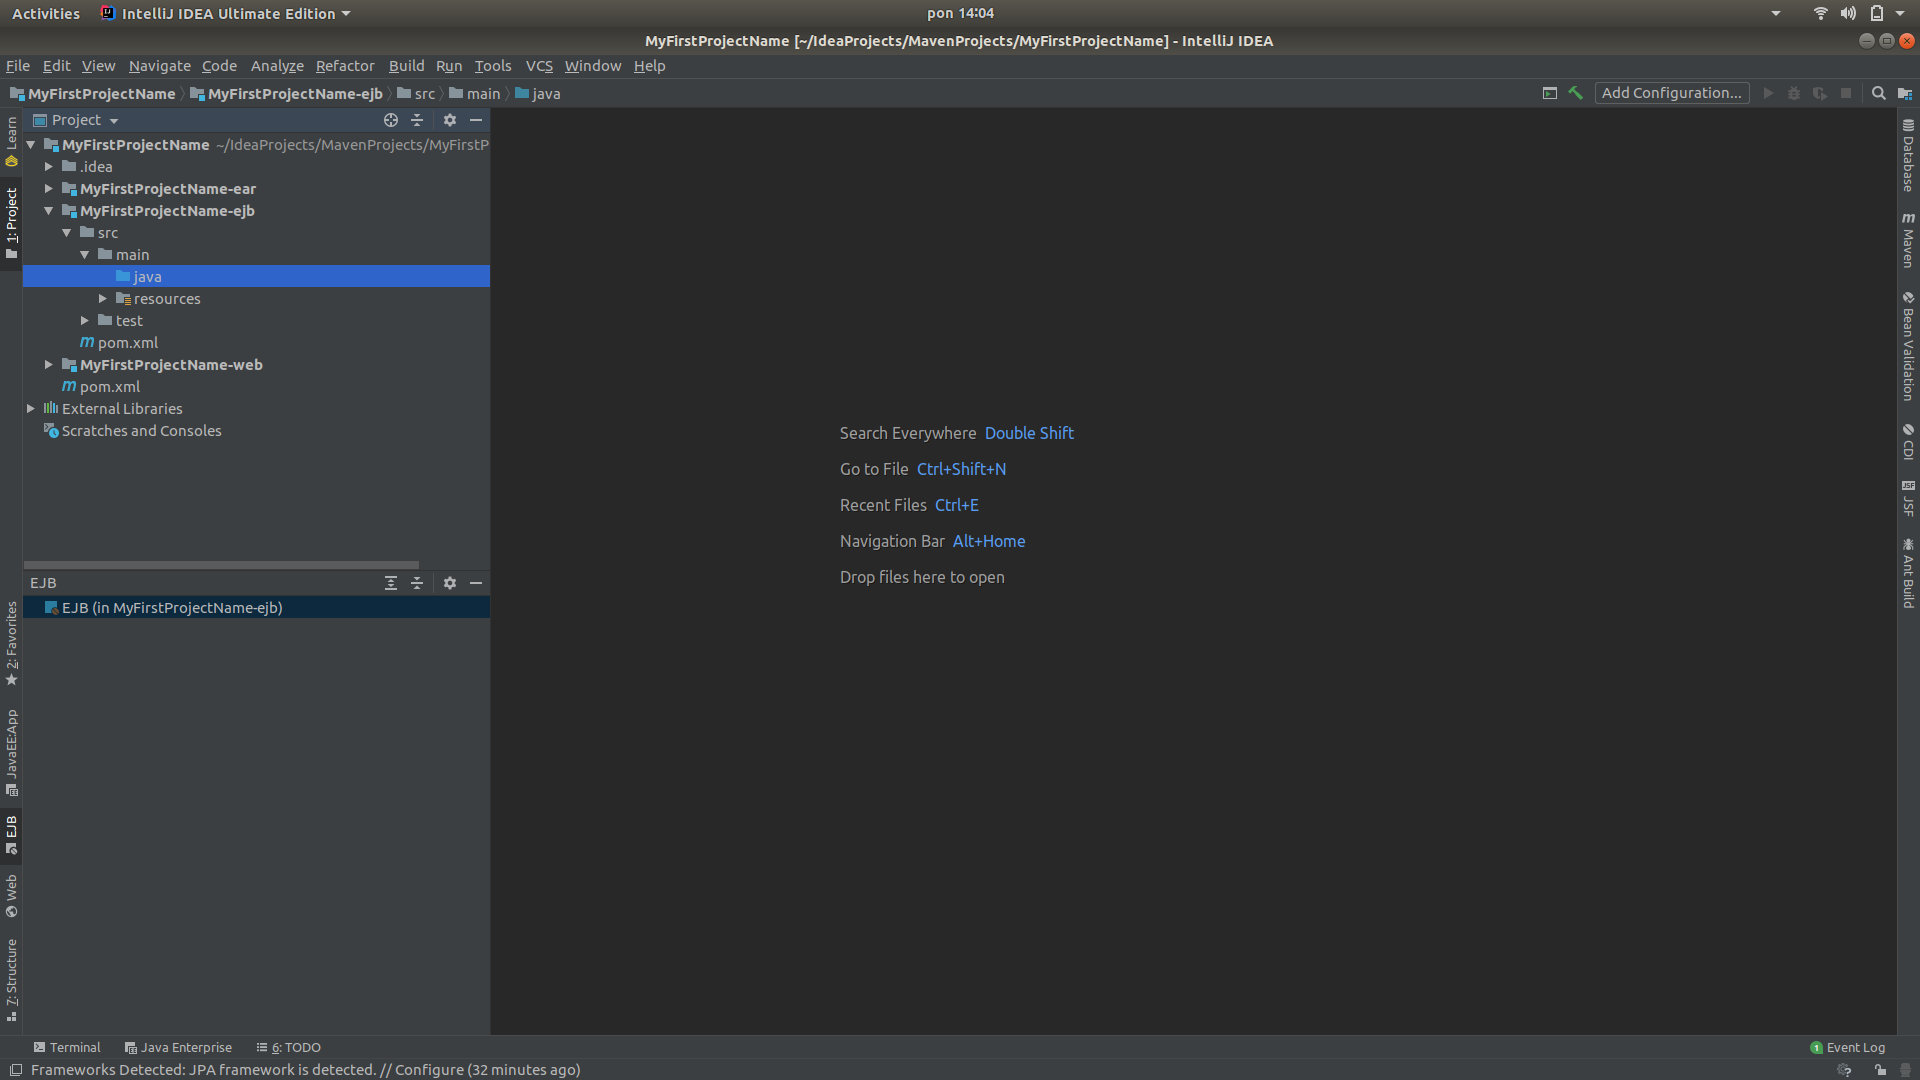 Activities IntelliJ IDEA Ultimate Edition pon 14:04
MyFirstProjectName [~/IdeaProjects/MavenProjects/MyFirstProjectName] - IntelliJ IDEA
File Edit View Navigate Code Analyze Refactor Build Run Tools VCS Window Help
MyFirstProjectName MyFirstProjectName-ejb src main java Add Configuration...
Project
MyFirstProjectName ~/IdeaProjects/MavenProjects/MyFirstP
.idea
MyFirstProjectName-ear
MyFirstProjectName-ejb
src
main
java
resources
test
pom.xml
MyFirstProjectName-web
pom.xml
External Libraries
Scratches and Consoles
EJB
EJB (in MyFirstProjectName-ejb)
Learn
1: Project
2: Favorites
JavaEE:App
EJB
Web
7: Structure
Search Everywhere Double Shift
Go to File Ctrl+Shift+N
Recent Files Ctrl+E
Navigation Bar Alt+Home
Drop files here to open
Database
m Maven
Bean Validation
CDI
JSF JSF
Ant Build
Terminal Java Enterprise 6: TODO 1 Event Log
Frameworks Detected: JPA framework is detected. // Configure (32 minutes ago)